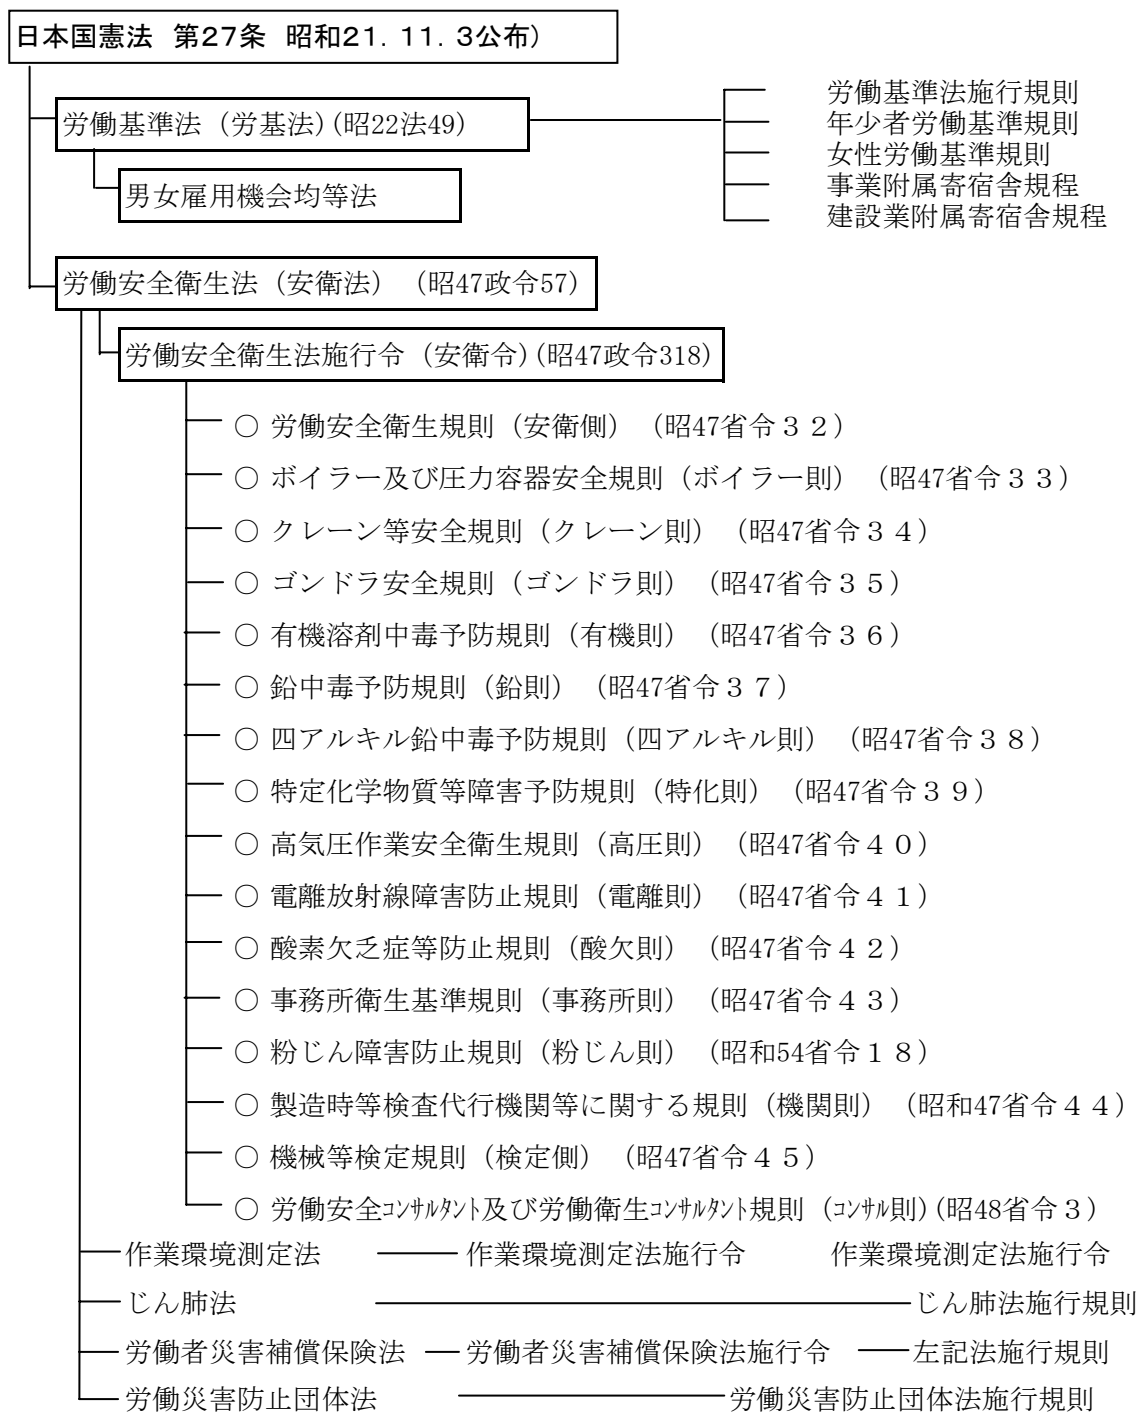 日本国憲法 第27条 昭和21．11．3公布)
労働基準法（労基法）(昭22法49)
男女雇用機会均等法
労働基準法施行規則
年少者労働基準規則
女性労働基準規則
事業附属寄宿舎規程
建設業附属寄宿舎規程
労働安全衛生法（安衛法）（昭47政令57）
労働安全衛生法施行令（安衛令）(昭47政令318)
○ 労働安全衛生規則（安衛側）（昭47省令３２）
○ ボイラー及び圧力容器安全規則（ボイラー則）（昭47省令３３）
○ クレーン等安全規則（クレーン則）（昭47省令３４）
○ ゴンドラ安全規則（ゴンドラ則）（昭47省令３５）
○ 有機溶剤中毒予防規則（有機則）（昭47省令３６）
○ 鉛中毒予防規則（鉛則）（昭47省令３７）
○ 四アルキル鉛中毒予防規則（四アルキル則）（昭47省令３８）
○ 特定化学物質等障害予防規則（特化則）（昭47省令３９）
○ 高気圧作業安全衛生規則（高圧則）（昭47省令４０）
○ 電離放射線障害防止規則（電離則）（昭47省令４１）
○ 酸素欠乏症等防止規則（酸欠則）（昭47省令４２）
○ 事務所衛生基準規則（事務所則）（昭47省令４３）
○ 粉じん障害防止規則（粉じん則）（昭和54省令１８）
○ 製造時等検査代行機関等に関する規則（機関則）（昭和47省令４４）
○ 機械等検定規則（検定側）（昭47省令４５）
○ 労働安全ｺﾝｻﾙﾀﾝﾄ及び労働衛生ｺﾝｻﾙﾀﾝﾄ規則（ｺﾝｻﾙ則）(昭48省令３）
作業環境測定法 作業環境測定法施行令 作業環境測定法施行令
じん肺法 じん肺法施行規則
労働者災害補償保険法 労働者災害補償保険法施行令 左記法施行規則
労働災害防止団体法 労働災害防止団体法施行規則